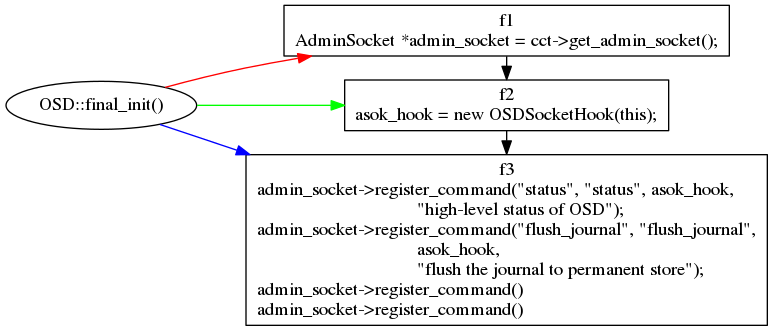 OSD::final_init()
f1
AdminSocket *admin_socket = cct->get_admin_socket();
f2
asok_hook = new OSDSocketHook(this);
f3
admin_socket->register_command("status", "status", asok_hook,
"high-level status of OSD");
admin_socket->register_command("flush_journal", "flush_journal",
asok_hook,
"flush the journal to permanent store");
admin_socket->register_command()
admin_socket->register_command()